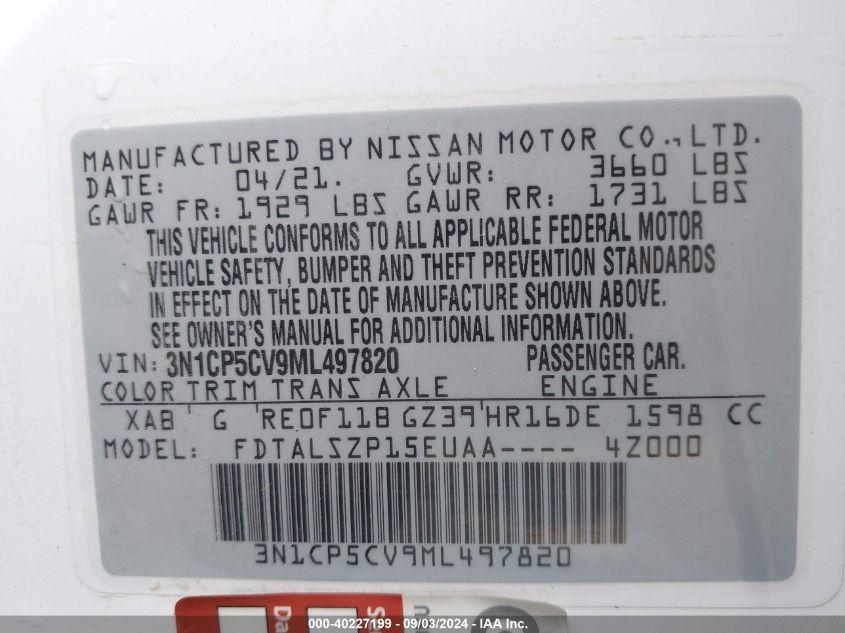 MANUFACTURED BY NISSAN MOTOR CO.,LTD.
DATE: 04/21. GVWR: 3660 LBS
GAWR FR: 1929 LBS GAWR RR: 1731 LBS
THIS VEHICLE CONFORMS TO ALL APPLICABLE FEDERAL MOTOR
VEHICLE SAFETY, BUMPER AND THEFT PREVENTION STANDARDS
IN EFFECT ON THE DATE OF MANUFACTURE SHOWN ABOVE.
SEE OWNER'S MANUAL FOR ADDITIONAL INFORMATION.
VIN: 3N1CP5CV9ML497820 PASSENGER CAR.
COLOR TRIM TRANS AXLE ENGINE
XAB G RE0F11B GZ39 HR16DE 1598 CC
MODEL: FDTALSZP15EUAA---- 4Z000
3N1CP5CV9ML497820
COPART - 40227199 - 09/03/2024 - IAA Inc.